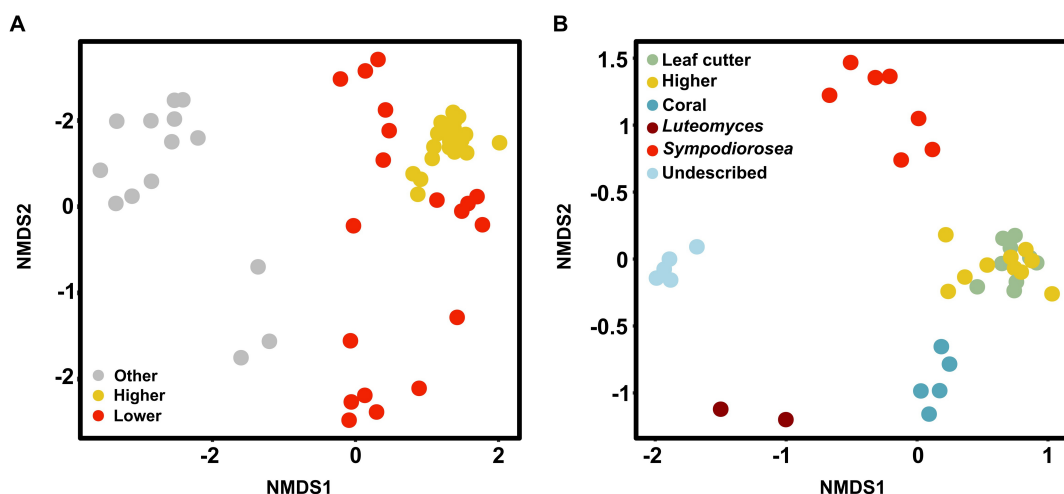 A
-2
0
-1
-2
NMDS2
Other
Higher
Lower
-2
0
2
NMDS1
B
1.5
1
-0.5
0
-0.5
-1
NMDS2
Leaf cutter
Higher
Coral
Luteomyces
Sympodiorosea
Undescribed
-2
-1
0
1
NMDS1